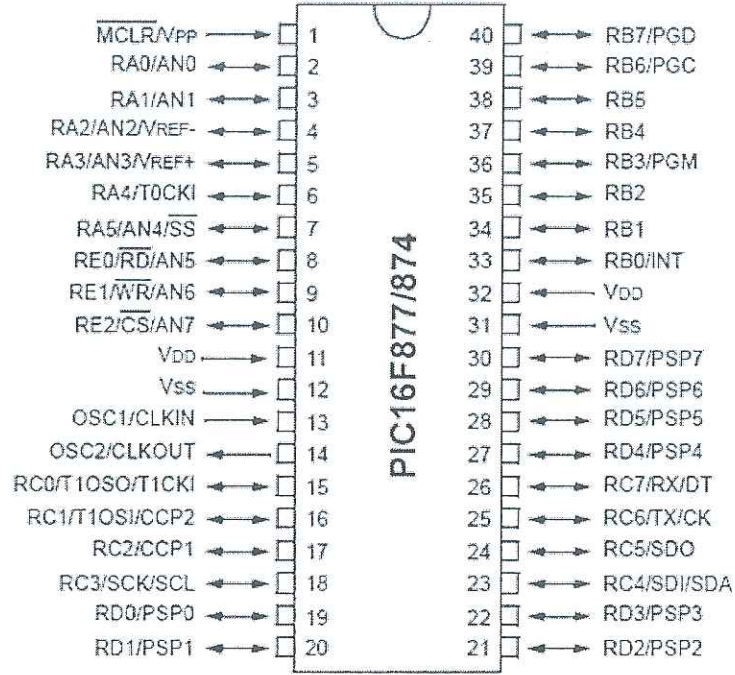 MCLR/VPP 1 40 RB7/PGD
RA0/AN0 2 39 RB6/PGC
RA1/AN1 3 38 RB5
RA2/AN2/VREF- 4 37 RB4
RA3/AN3/VREF+ 5 36 RB3/PGM
RA4/T0CKI 6 35 RB2
RA5/AN4/SS 7 34 RB1
RE0/RD/AN5 8 33 RB0/INT
RE1/WR/AN6 9 32 VDD
RE2/CS/AN7 10 31 VSS
VDD 11 30 RD7/PSP7
VSS 12 29 RD6/PSP6
OSC1/CLKIN 13 28 RD5/PSP5
OSC2/CLKOUT 14 27 RD4/PSP4
RC0/T1OSO/T1CKI 15 26 RC7/RX/DT
RC1/T1OSI/CCP2 16 25 RC6/TX/CK
RC2/CCP1 17 24 RC5/SDO
RC3/SCK/SCL 18 23 RC4/SDI/SDA
RD0/PSP0 19 22 RD3/PSP3
RD1/PSP1 20 21 RD2/PSP2
PIC16F877/874